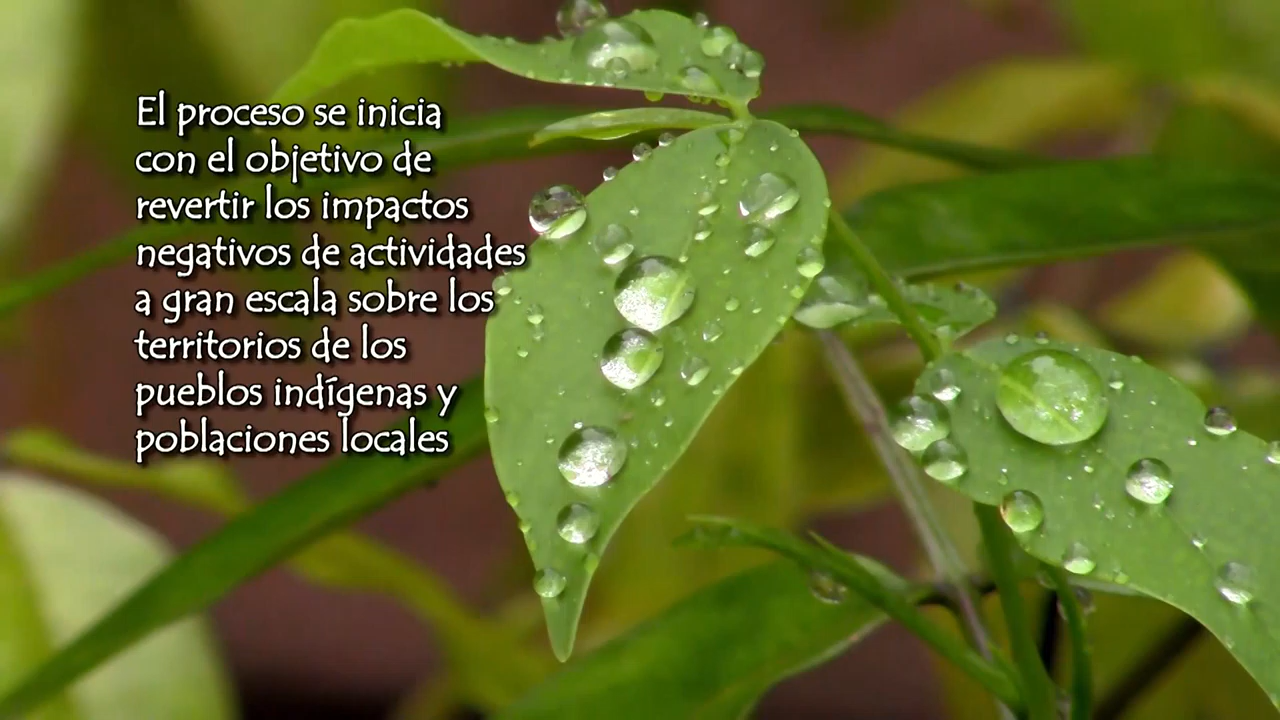 El proceso se inicia
con el objetivo de
revertir los impactos
negativos de actividades
a gran escala sobre los
territorios de los
pueblos indígenas y
poblaciones locales